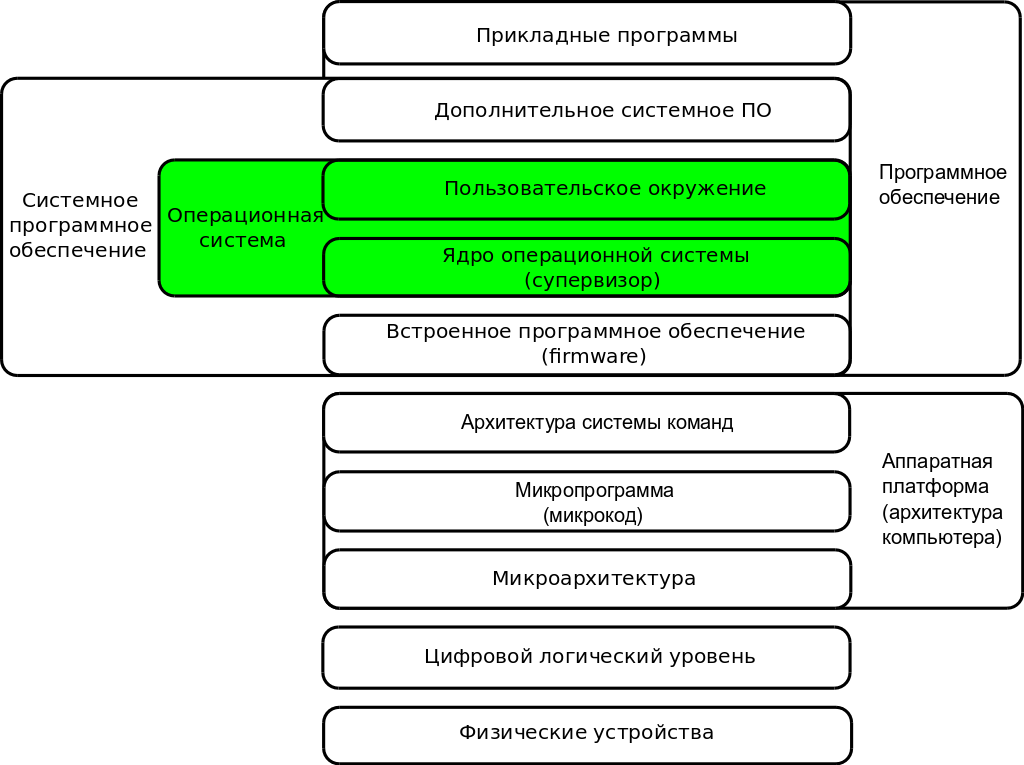 Прикладные программы
Дополнительное системное ПО
Пользовательское окружение
Программное
обеспечение
Системное
программное
обеспечение
Операционная
система
Ядро операционной системы
(супервизор)
Встроенное программное обеспечение
(firmware)
Архитектура системы команд
Микропрограмма
(микрокод)
Аппаратная
платформа
(архитектура
компьютера)
Микроархитектура
Цифровой логический уровень
Физические устройства